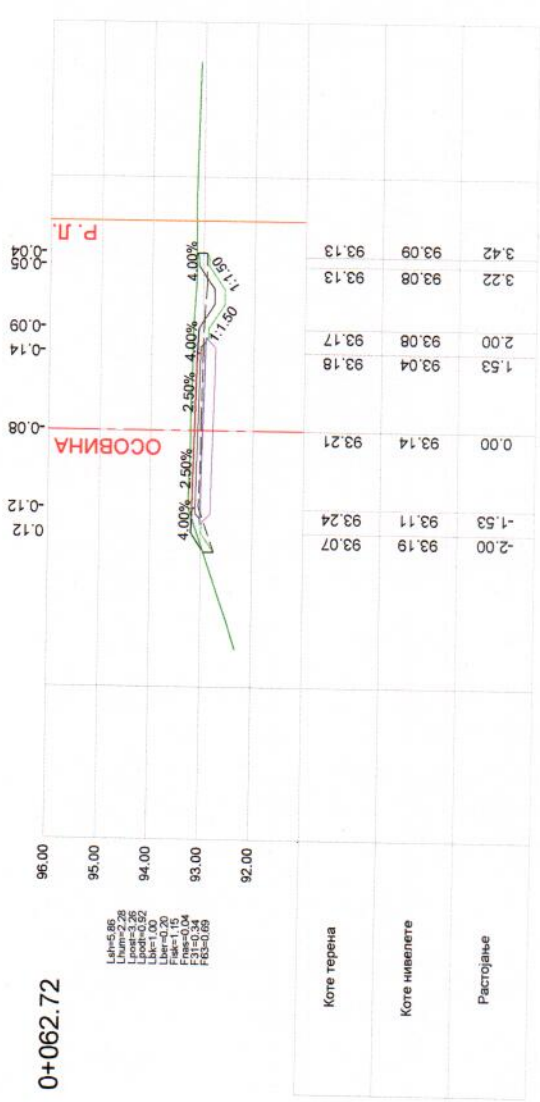 0+062.72
Lsh=5.86
Lhum=2.28
Lpost=3.26
Lpodt=0.92
Lbk=1.00
Lber=0.20
Fisk=1.15
Fnas=0.04
F31=0.34
F63=0.69
96.00
95.00
94.00
93.00
92.00
0.12 -0.12 -0.08 -0.14 -0.09 -0.05 -0.04
ОСОВИНА
Р. Л.
4.00% 2.50% 2.50% 4.00% 4.00%
1:1.50 1:1.50
Коте терена 93.07 93.24 93.21 93.18 93.17 93.13 93.13
Коте нивелете 93.19 93.11 93.14 93.04 93.08 93.08 93.09
Растојање -2.00 -1.53 0.00 1.53 2.00 3.22 3.42